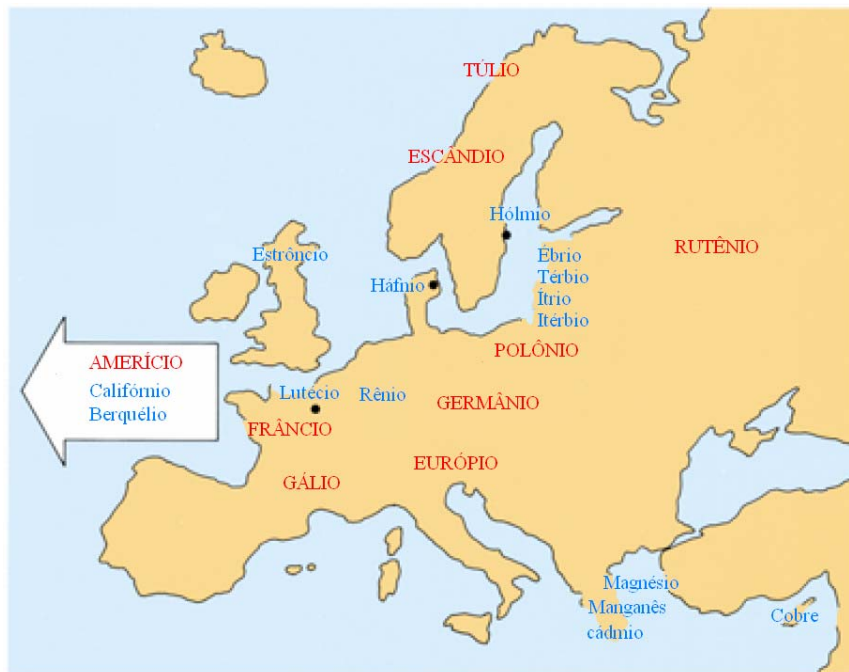 TÚLIO
ESCÂNDIO
Hólmio
Estrôncio
RUTÊNIO
Ébrio
Térbio
Ítrio
Itérbio
Háfnio
POLÔNIO
AMERÍCIO
Califórnio
Berquélio
Lutécio
Rênio
GERMÂNIO
FRÂNCIO
EURÓPIO
GÁLIO
Magnésio
Manganês
cádmio
Cobre